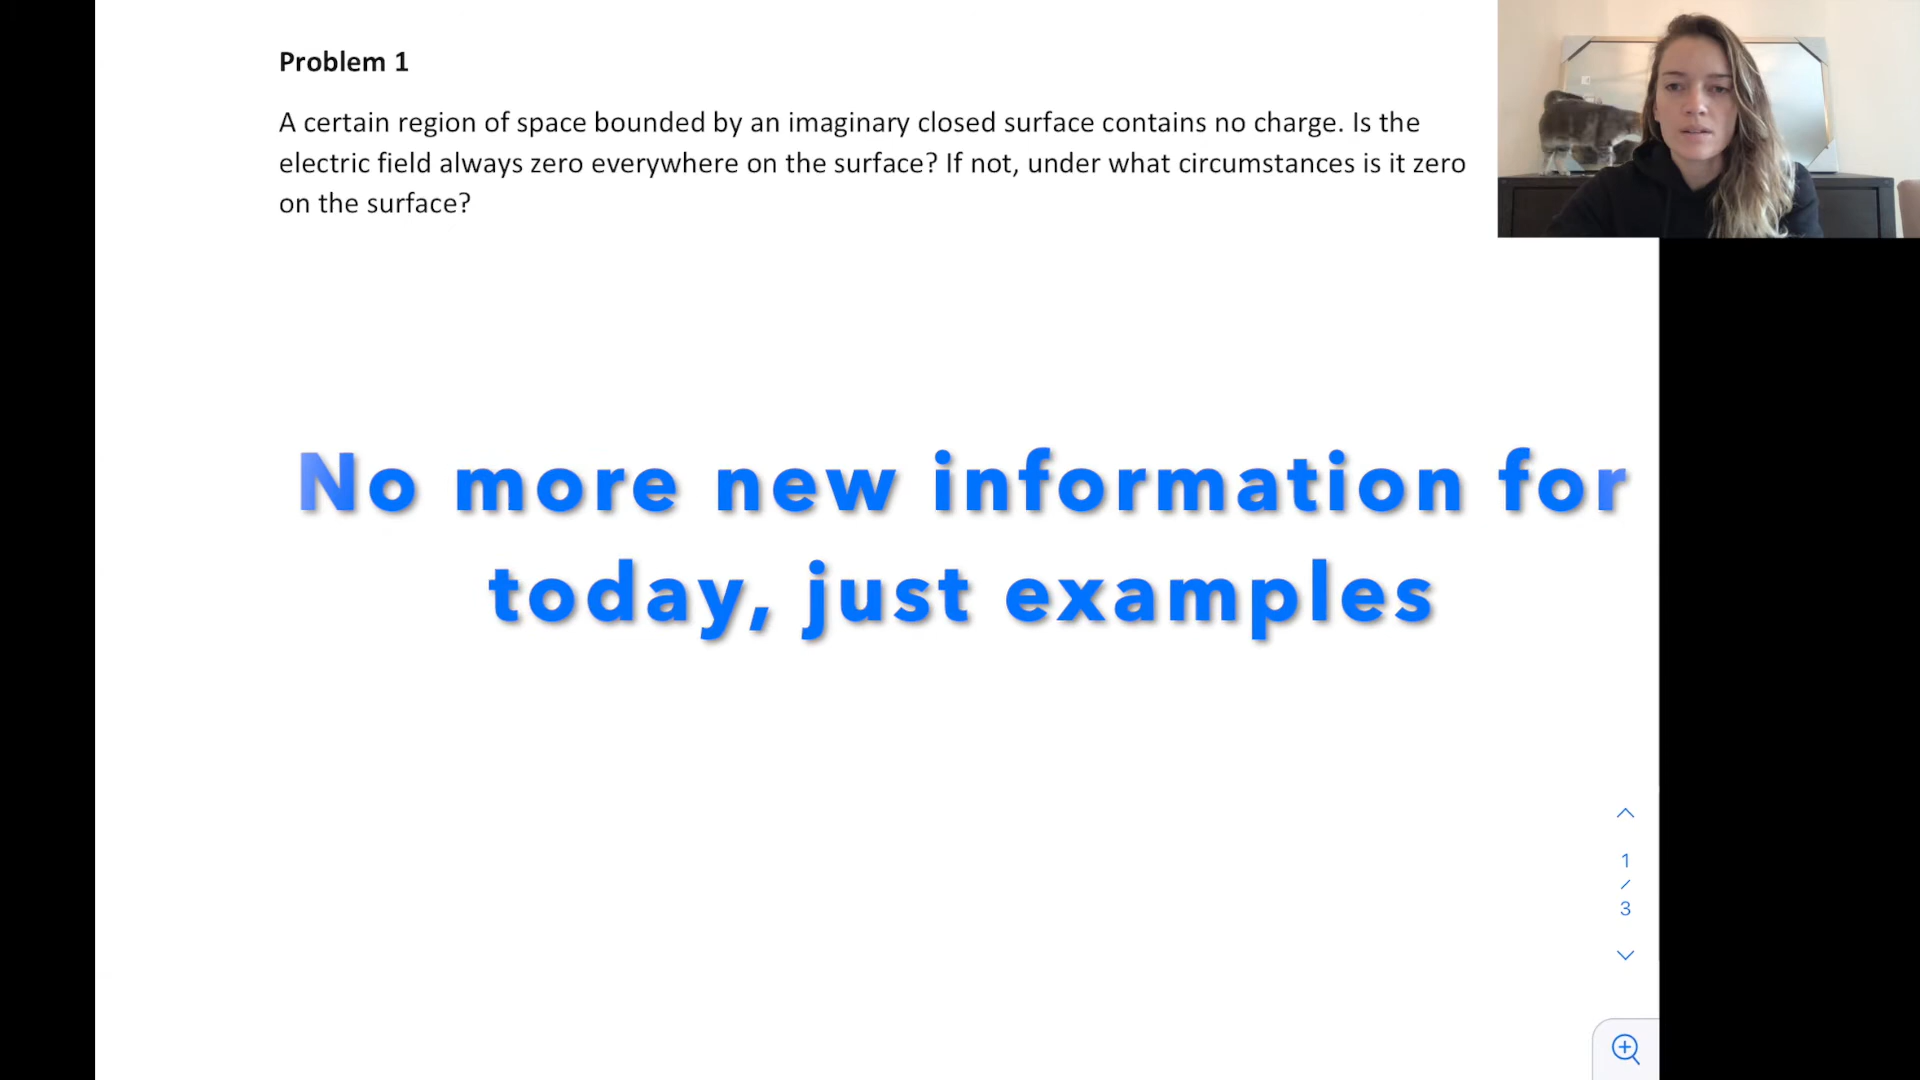 Problem 1
A certain region of space bounded by an imaginary closed surface contains no charge. Is the
electric field always zero everywhere on the surface? If not, under what circumstances is it zero
on the surface?
No more new information for
today, just examples
1
/
3